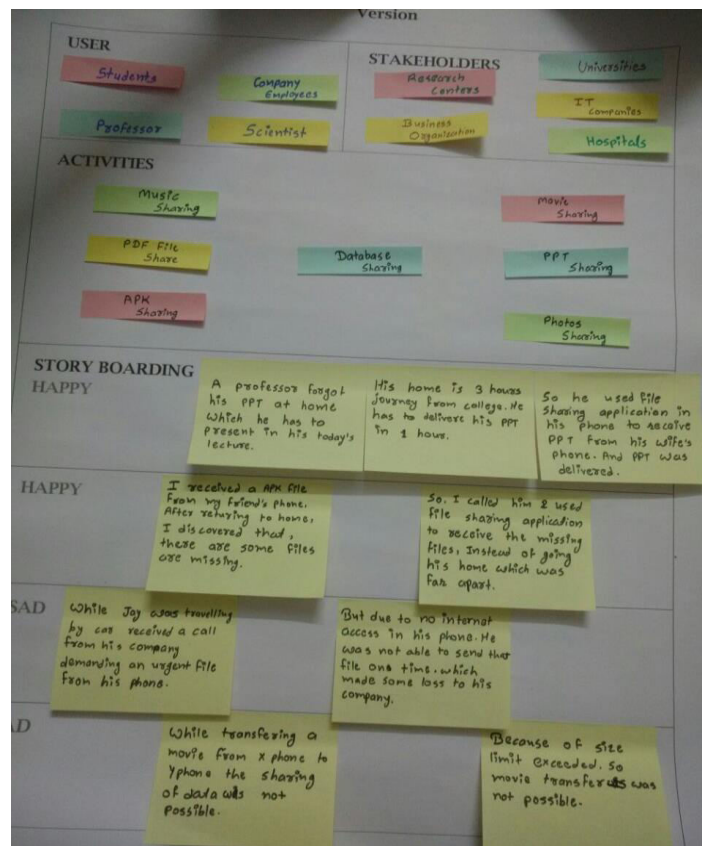 Version
USER
Students
Company
Employees
Professor
Scientist
STAKEHOLDERS
Research
Centers
Universities
IT
Companies
Business
Organization
Hospitals
ACTIVITIES
Music
Sharing
Movie
Sharing
PDF File
Share
Database
Sharing
PPT
Sharing
APK
Sharing
Photos
Sharing
STORY BOARDING
HAPPY
A professor forgot
his PPT at home
which he has to
present in his today's
lecture.
His home is 3 hours
journey from college. He
has to delivere his PPT
in 1 hour.
So he used file
sharing application in
his phone to receive
PPT from his wife's
phone. And PPT was
delivered.
HAPPY
I received a APK file
from my friend's phone.
After returing to home,
I discovered that,
there are some files
are missing.
So, I called him & used
file sharing application
to receive the missing
files, Instead of going
his home which was
far apart.
SAD
While Jay was travelling
by car received a call
from his company
demanding an urgent file
from his phone.
But due to no internet
access in his phone. He
was not able to send that
file one time. which
made some loss to his
company.
AD
While transfering a
movie from x phone to
y phone the sharing
of data was not
possible.
Because of size
limit exceeded. So
movie transfer was
not possible.